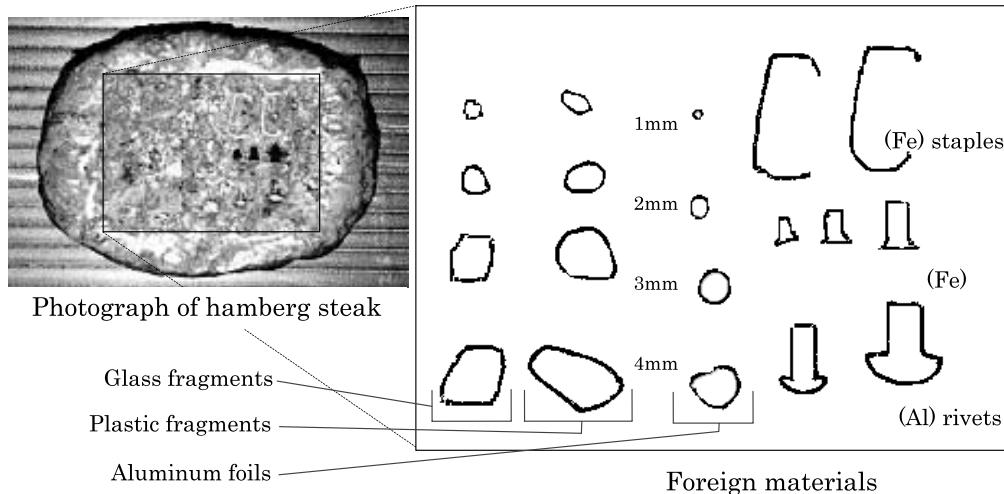 1mm
(Fe) staples
2mm
3mm
(Fe)
Photograph of hamberg steak
4mm
Glass fragments
Plastic fragments
(Al) rivets
Aluminum foils
Foreign materials